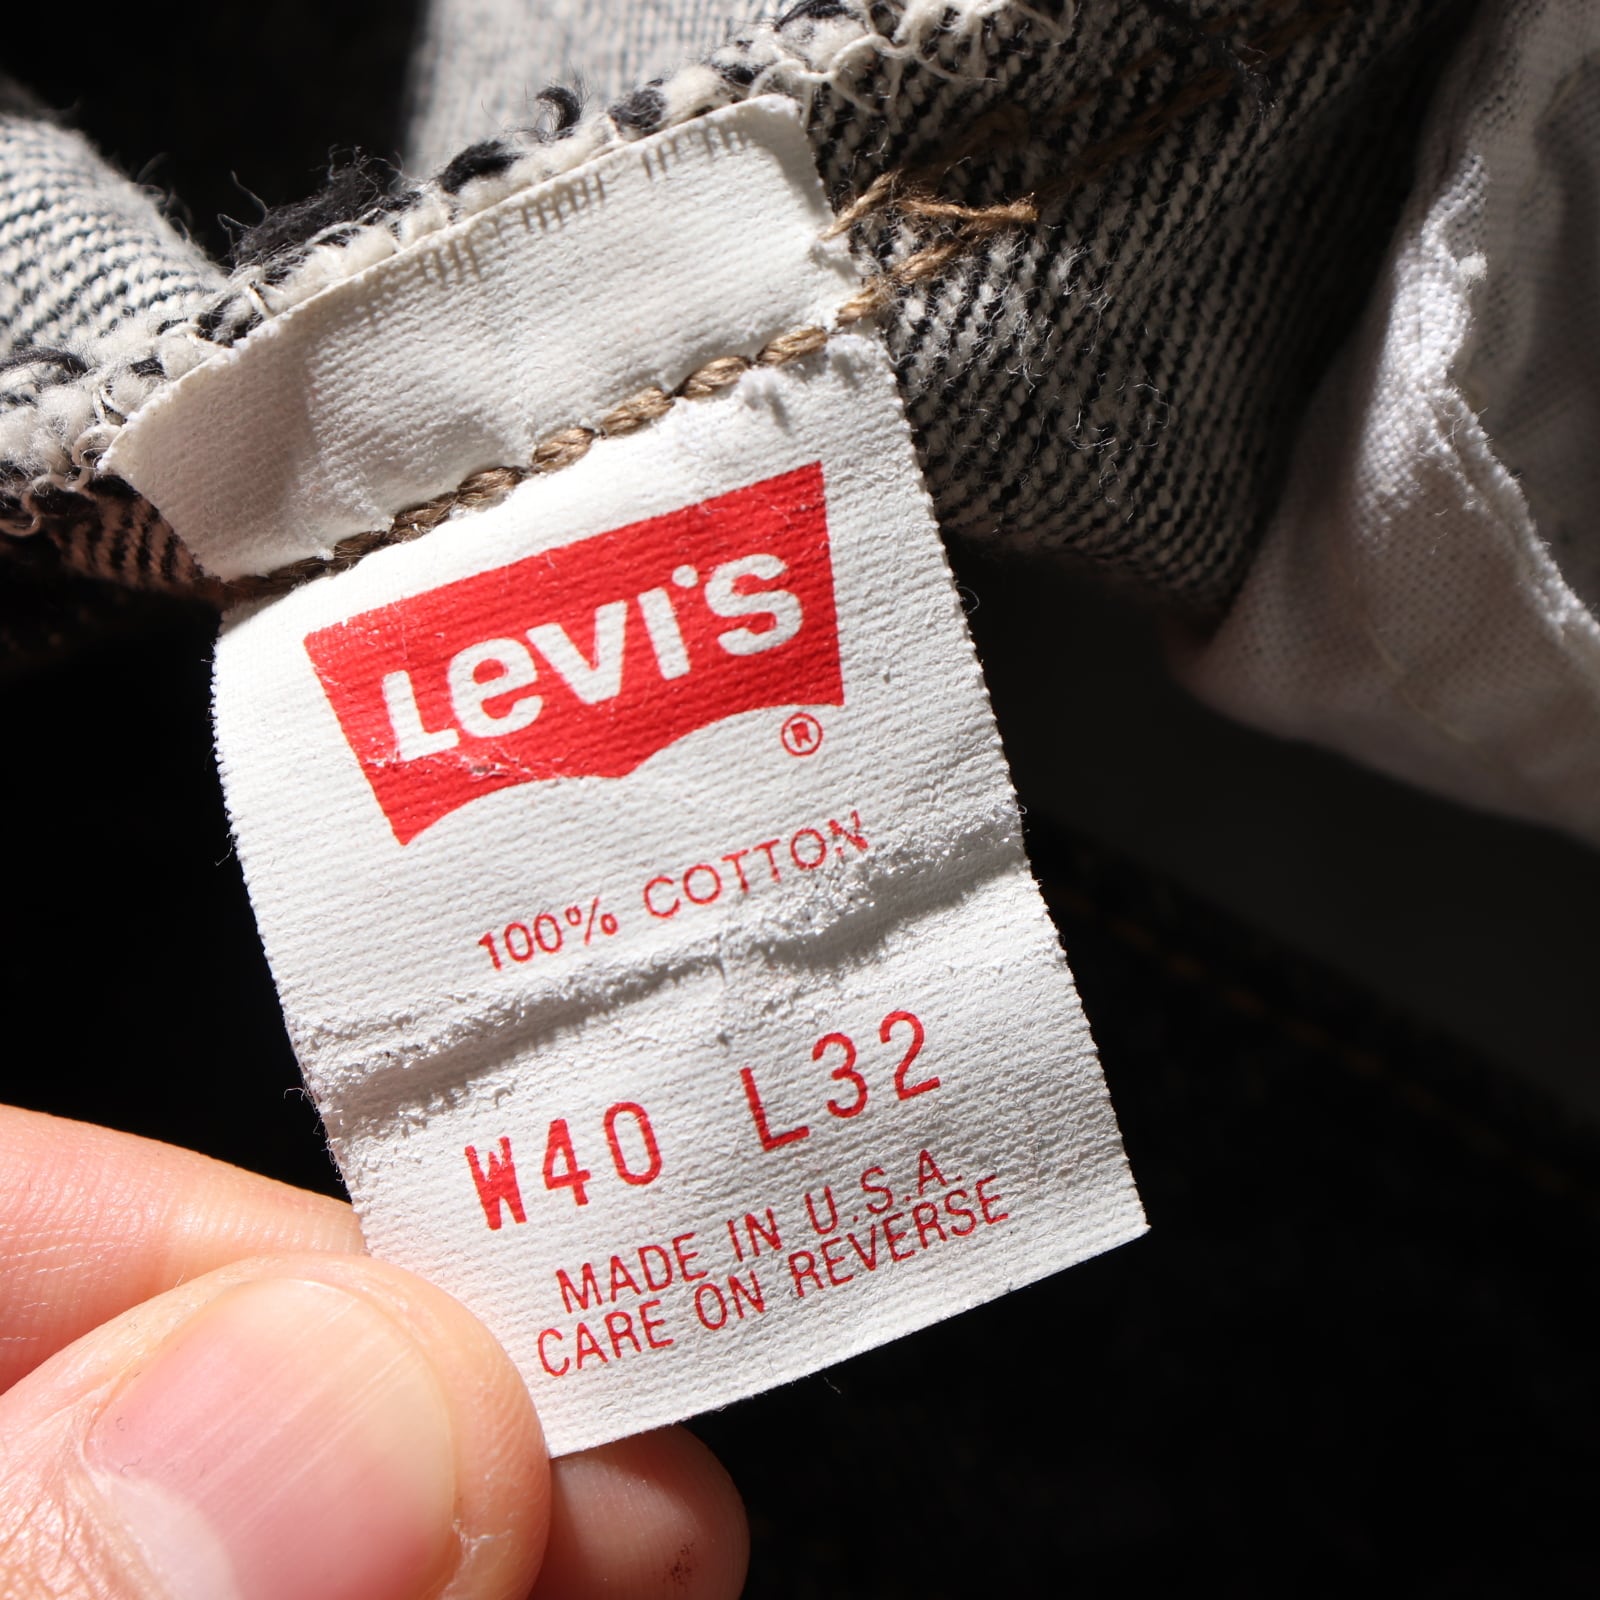 Levi's
®
100% COTTON
W40 L32
MADE IN U.S.A.
CARE ON REVERSE